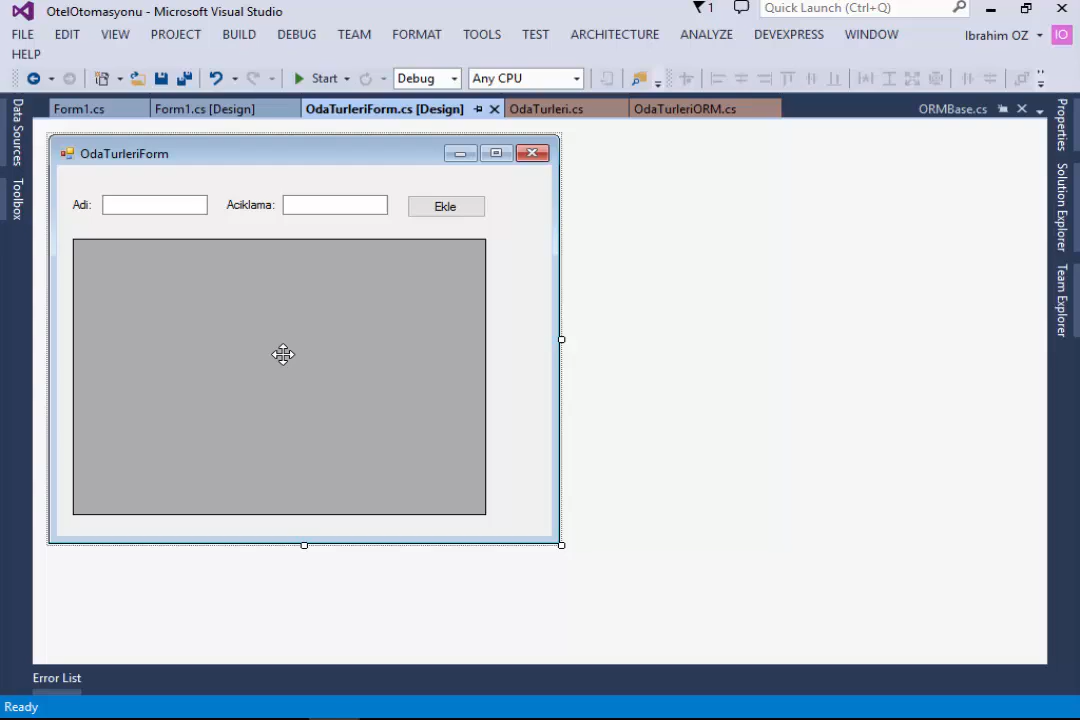 OtelOtomasyonu - Microsoft Visual Studio
1
Quick Launch (Ctrl+Q)
FILE EDIT VIEW PROJECT BUILD DEBUG TEAM FORMAT TOOLS TEST ARCHITECTURE ANALYZE DEVEXPRESS WINDOW
Ibrahim OZ
IO
HELP
Start
Debug
Any CPU
Form1.cs
Form1.cs [Design]
OdaTurleriForm.cs [Design]
OdaTurleri.cs
OdaTurleriORM.cs
ORMBase.cs
Data Sources
Toolbox
Properties
Solution Explorer
Team Explorer
OdaTurleriForm
Adi:
Aciklama:
Ekle
Error List
Ready